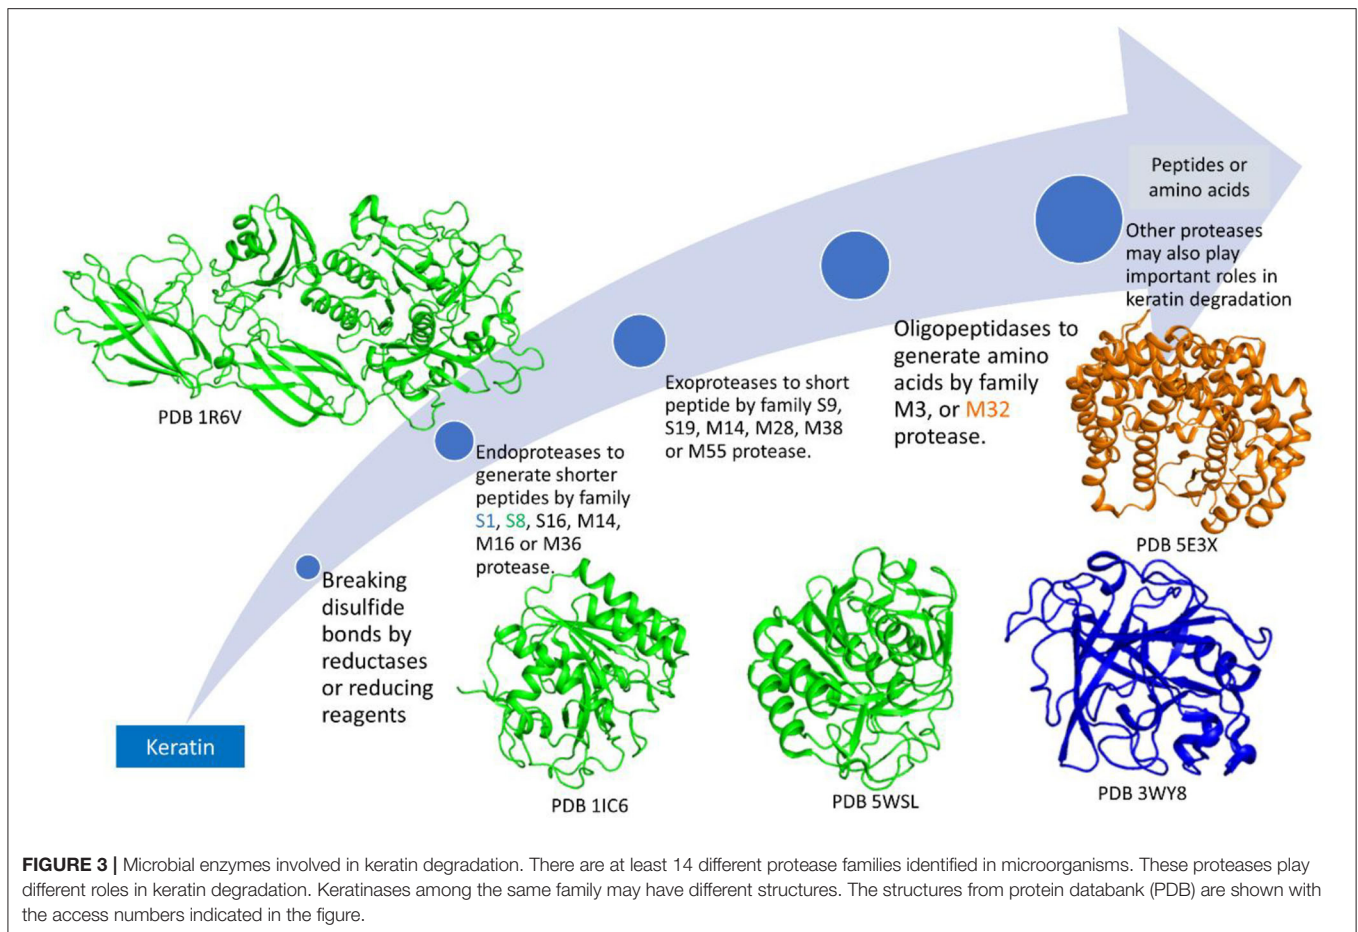 Peptides or
amino acids
Other proteases
may also play
important roles in
keratin degradation
Oligopeptidases to
generate amino
acids by family
M3, or M32
protease.
Exoproteases to short
peptide by family S9,
S19, M14, M28, M38
or M55 protease.
PDB 1R6V
Endoproteases to
generate shorter
peptides by family
S1, S8, S16, M14,
M16 or M36
protease.
PDB 5E3X
Breaking
disulfide
bonds by
reductases
or reducing
reagents
Keratin
PDB 1IC6
PDB 5WSL
PDB 3WY8
FIGURE 3 | Microbial enzymes involved in keratin degradation. There are at least 14 different protease families identified in microorganisms. These proteases play
different roles in keratin degradation. Keratinases among the same family may have different structures. The structures from protein databank (PDB) are shown with
the access numbers indicated in the figure.